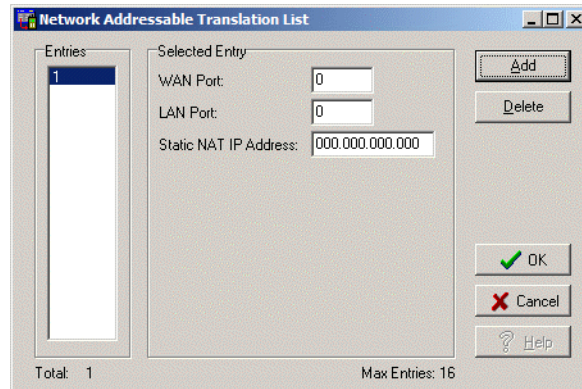 Network Addressable Translation List
Entries
1
Selected Entry
WAN Port: 0
LAN Port: 0
Static NAT IP Address: 000.000.000.000
Add
Delete
OK
Cancel
Help
Total: 1
Max Entries: 16